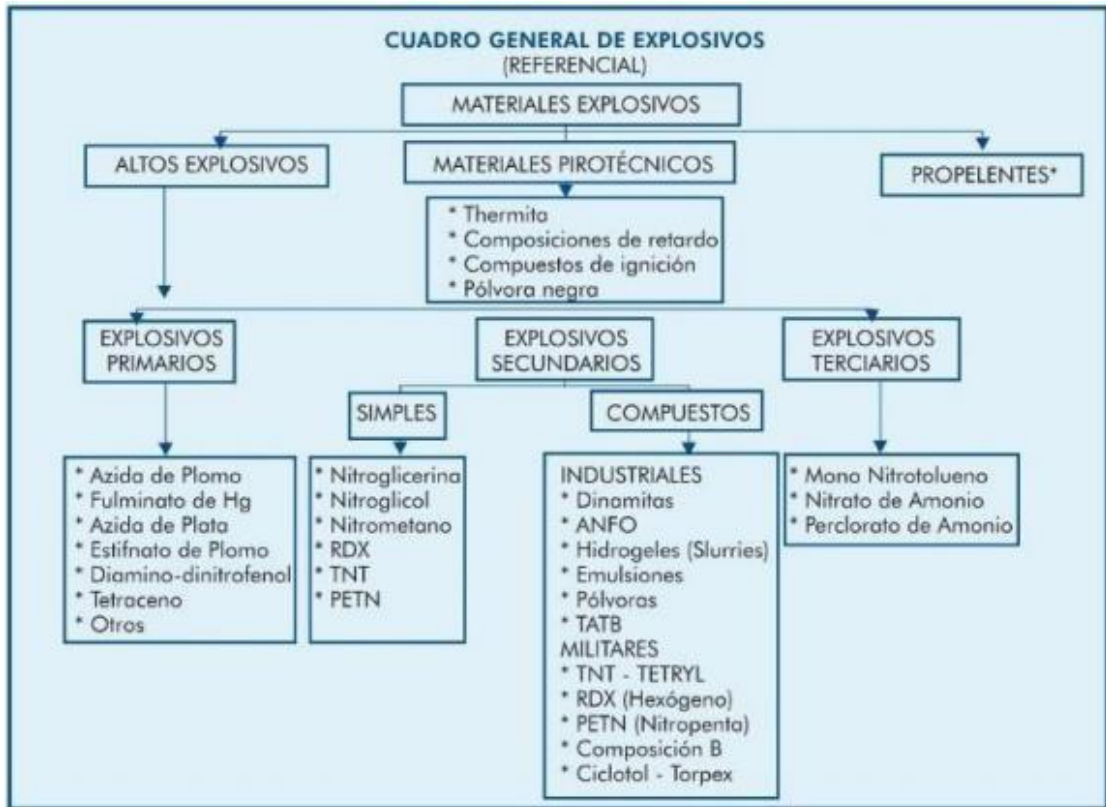 CUADRO GENERAL DE EXPLOSIVOS
(REFERENCIAL)
MATERIALES EXPLOSIVOS
ALTOS EXPLOSIVOS
MATERIALES PIROTÉCNICOS
PROPELENTES*
* Thermita
* Composiciones de retardo
* Compuestos de ignición
* Pólvora negra
EXPLOSIVOS
PRIMARIOS
EXPLOSIVOS
SECUNDARIOS
EXPLOSIVOS
TERCIARIOS
SIMPLES
COMPUESTOS
* Azida de Plomo
* Fulminato de Hg
* Azida de Plata
* Estifnato de Plomo
* Diamino-dinitrofenol
* Tetraceno
* Otros
* Nitroglicerina
* Nitroglicol
* Nitrometano
* RDX
* TNT
* PETN
INDUSTRIALES
* Dinamitas
* ANFO
* Hidrogeles (Slurries)
* Emulsiones
* Pólvoras
* TATB
MILITARES
* TNT - TETRYL
* RDX (Hexógeno)
* PETN (Nitropenta)
* Composición B
* Ciclotol - Torpex
* Mono Nitrotolueno
* Nitrato de Amonio
* Perclorato de Amonio